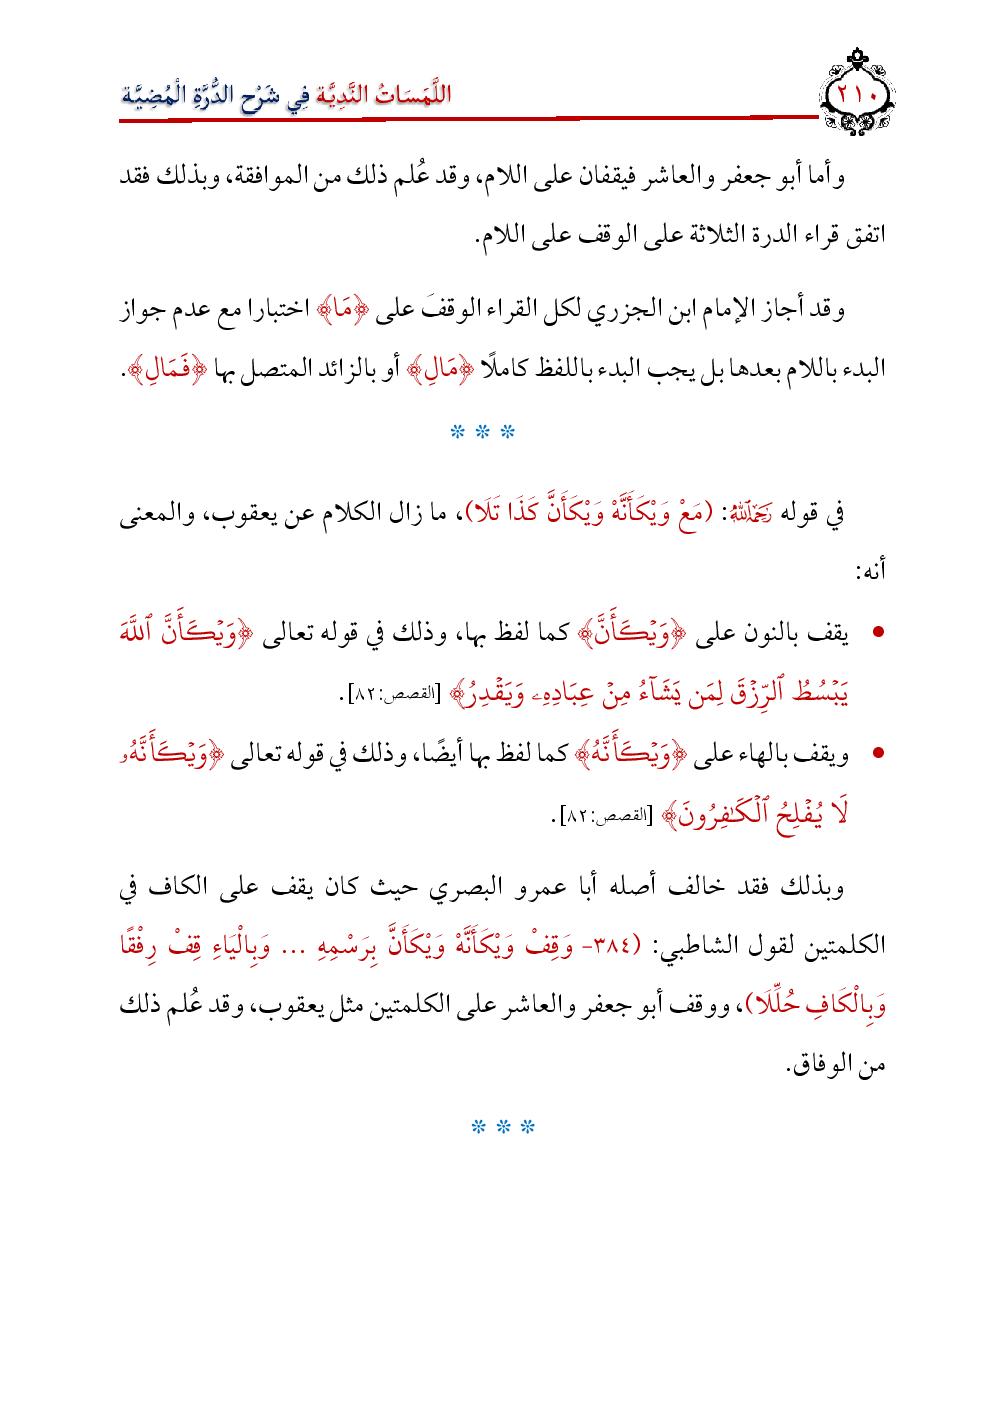 ٢١٠
اللَّمَسَاتُ النَّدِيَّة فِي شَرْح الدُّرَّةِ الْمُضِيَّة
وأما أبو جعفر والعاشر فيقفان على اللام، وقد عُلم ذلك من الموافقة، وبذلك فقد
اتفق قراء الدرة الثلاثة على الوقف على اللام.
وقد أجاز الإمام ابن الجزري لكل القراء الوقفَ على ﴿مَا﴾ اختبارا مع عدم جواز
البدء باللام بعدها بل يجب البدء باللفظ كاملًا ﴿مَالِ﴾ أو بالزائد المتصل بها ﴿فَمَالِ﴾.
* * *
في قوله رَحِمَهُ ٱللَّهُ: (مَعْ وَيْكَأَنَّهْ وَيْكَأَنَّ كَذَا تَلَا)، ما زال الكلام عن يعقوب، والمعنى
أنه:
• يقف بالنون على ﴿وَيْكَأَنَّ﴾ كما لفظ بها، وذلك في قوله تعالى ﴿وَيْكَأَنَّ ٱللَّهَ
يَبْسُطُ ٱلرِّزْقَ لِمَن يَشَآءُ مِنْ عِبَادِهِۦ وَيَقْدِرُ﴾ [القصص:٨٢].
• ويقف بالهاء على ﴿وَيْكَأَنَّهُ﴾ كما لفظ بها أيضًا، وذلك في قوله تعالى ﴿وَيْكَأَنَّهُۥ
لَا يُفْلِحُ ٱلْكَـٰفِرُونَ﴾ [القصص:٨٢].
وبذلك فقد خالف أصله أبا عمرو البصري حيث كان يقف على الكاف في
الكلمتين لقول الشاطبي: (٣٨٤- وَقِفْ وَيْكَأَنَّهْ وَيْكَأَنَّ بِرَسْمِهِ ... وَبِالْيَاءِ قِفْ رِفْقًا
وَبِالْكَافِ حُلِّلَا)، ووقف أبو جعفر والعاشر على الكلمتين مثل يعقوب، وقد عُلم ذلك
من الوفاق.
* * *